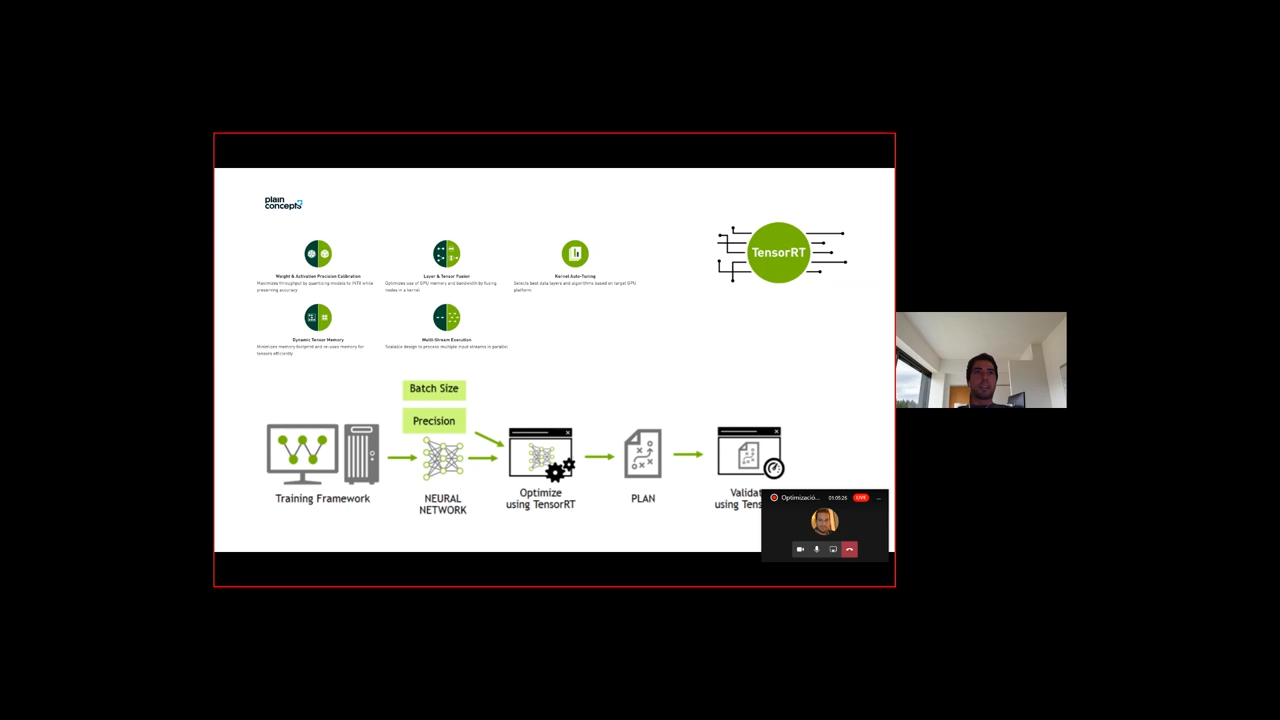 plain
concepts
TensorRT
Weight & Activation Precision Calibration
Maximizes throughput by quantizing models to INT8 while
preserving accuracy
Layer & Tensor Fusion
Optimizes use of GPU memory and bandwidth by fusing
nodes in a kernel
Kernel Auto-Tuning
Selects best data layers and algorithms based on target GPU
platform
Dynamic Tensor Memory
Minimizes memory footprint and re-uses memory for
tensors efficiently
Multi-Stream Execution
Scalable design to process multiple input streams in parallel
Batch Size
Precision
Training Framework
NEURAL
NETWORK
Optimize
using TensorRT
PLAN
Validat
using Tens
Optimizació...
01:05:26
LIVE
...